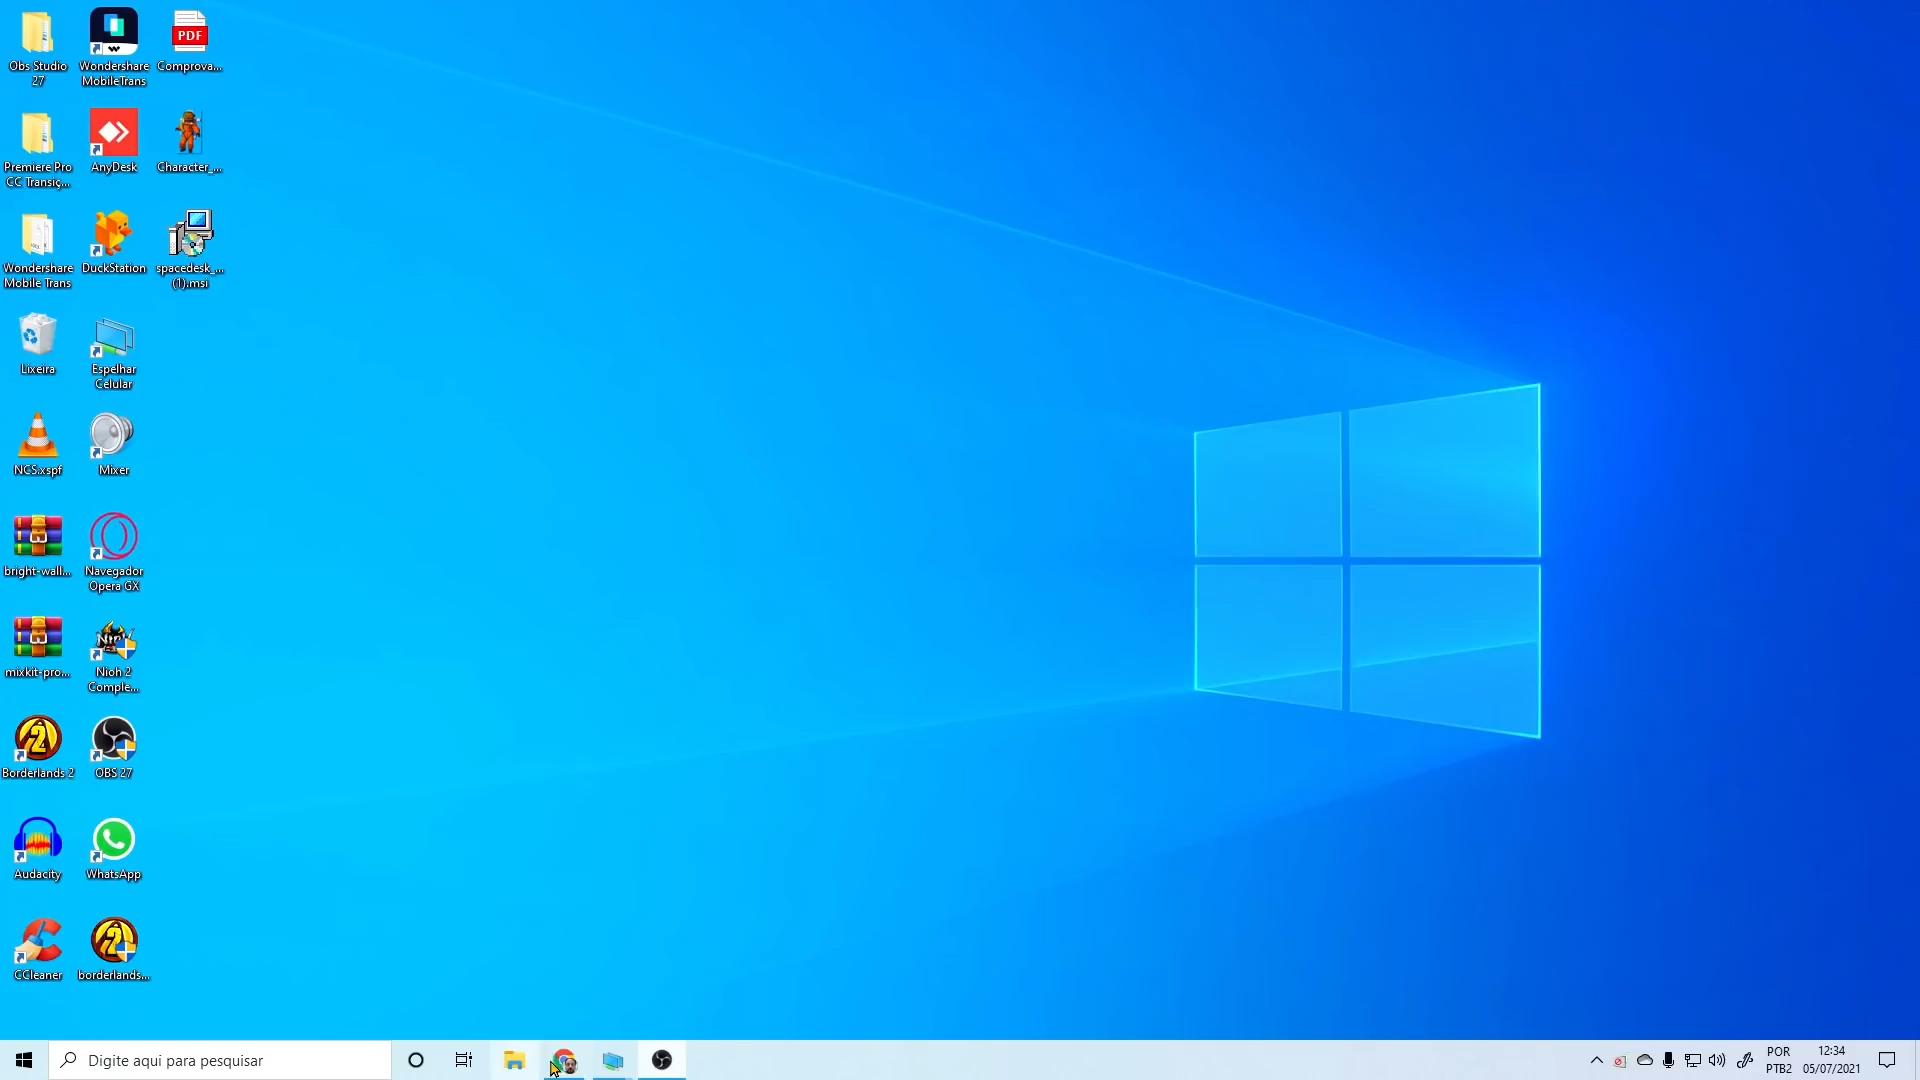 Obs Studio
27
Wondershare
MobileTrans
PDF
Comprova...
Premiere Pro
CC Transiç...
AnyDesk
Character_...
Wondershare
Mobile Trans
DuckStation
spacedesk_...
(1).msi
Lixeira
Espelhar
Celular
NCS.xspf
Mixer
bright-wall...
Navegador
Opera GX
mixkit-pro...
Nioh 2
Comple...
Borderlands 2
OBS 27
Audacity
WhatsApp
CCleaner
borderlands...
Digite aqui para pesquisar
POR
PTB2
12:34
05/07/2021